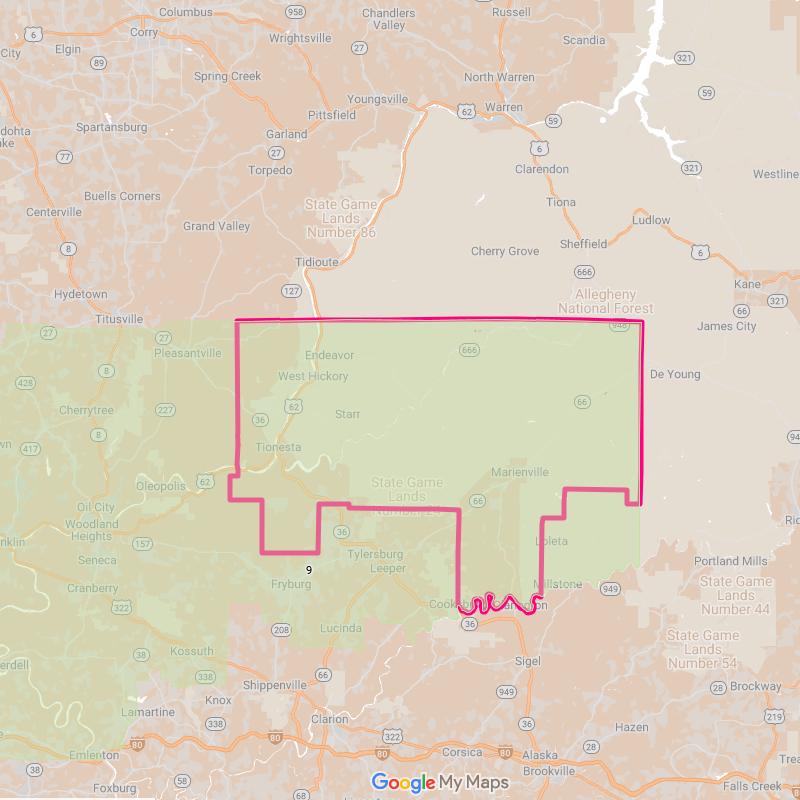 Columbus
958
Chandlers
Valley
Russell
6
Corry
Wrightsville
27
Scandia
City
Elgin
89
321
Spring Creek
North Warren
59
Youngsville
62
Warren
Pittsfield
59
Spartansburg
Garland
6
77
27
Torpedo
Clarendon
321
Westline
Buells Corners
State Game
Lands
Number 86
Tiona
Centerville
Ludlow
Grand Valley
8
Sheffield
Cherry Grove
6
Tidioute
666
Kane
Hydetown
127
Allegheny
National Forest
321
66
Titusville
948
James City
27
27
Pleasantville
Endeavor
666
De Young
428
8
West Hickory
66
Cherrytree
227
62
Starr
36
8
417
Tionesta
Marienville
62
Oleopolis
State Game
Lands
66
Oil City
Woodland
Heights
36
157
Loleta
Tylersburg
Leeper
Seneca
9
Portland Mills
Cranberry
Fryburg
Millstone
949
State Game
Lands
Number 44
322
36
208
Lucinda
State Game
Lands
Number 54
38
Kossuth
Sigel
338
66
Shippenville
949
28
Brockway
Knox
Lamartine
338
Clarion
36
219
Hazen
80
80
322
28
Emlenton
Corsica
80
Alaska
Brookville
38
58
Foxburg
Google My Maps
Falls Creek